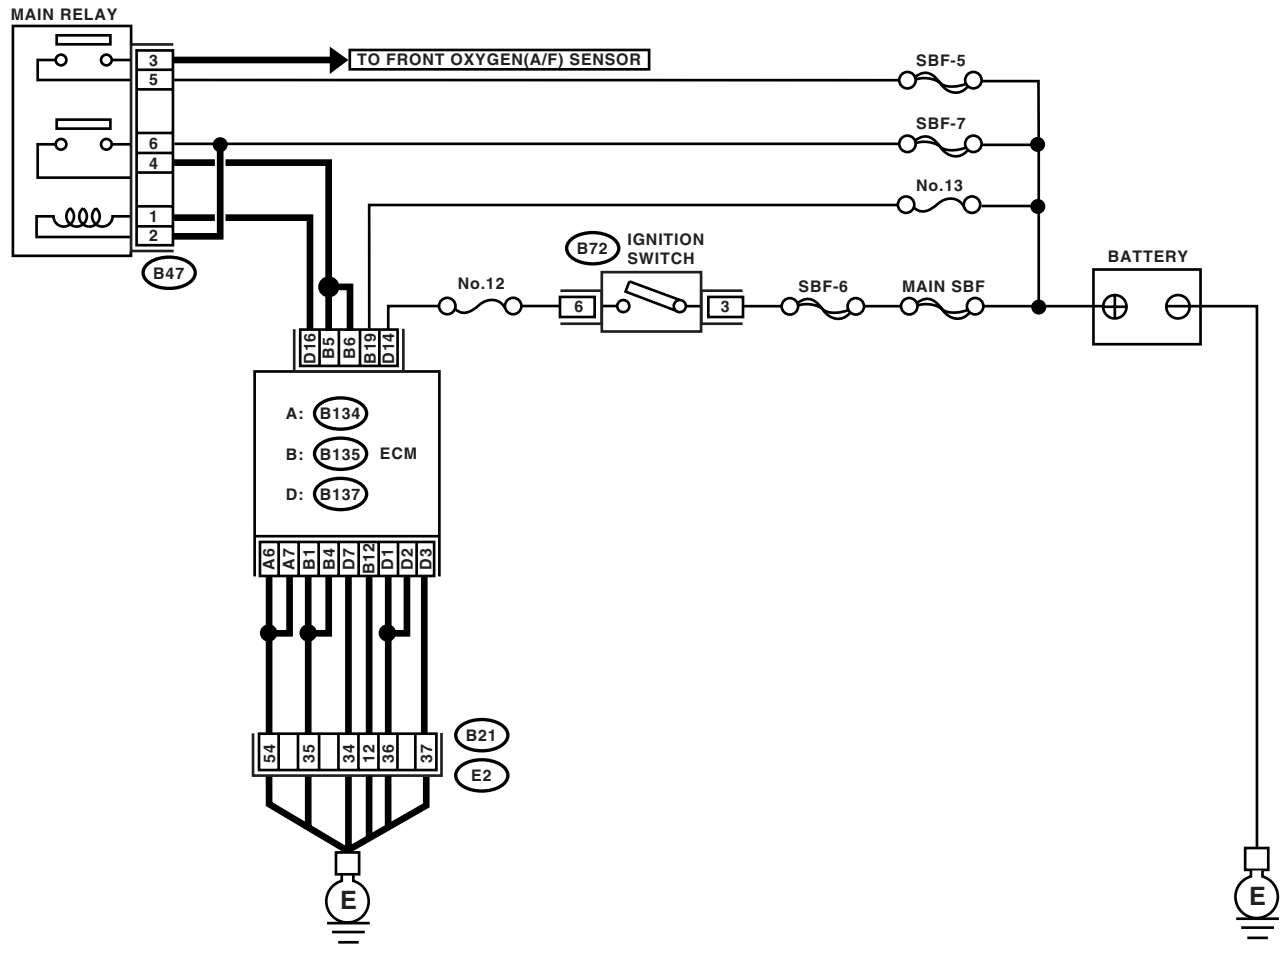 MAIN RELAY
3
TO FRONT OXYGEN(A/F) SENSOR
5
SBF-5
6
SBF-7
4
No.13
1
2
B47
B72
IGNITION
SWITCH
No.12
6
3
SBF-6
MAIN SBF
BATTERY
D16
B5
B6
B19
D14
A:
B134
B:
B135
ECM
D:
B137
A6
A7
B1
B4
D7
B12
D1
D2
D3
54
35
34
12
36
37
B21
E2
E
E